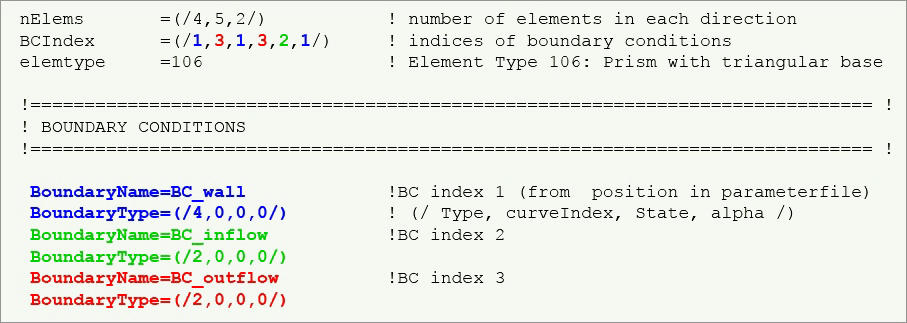 nElems       =(/4,5,2/)            ! number of elements in each direction
BCIndex      =(/1,3,1,3,2,1/)      ! indices of boundary conditions
elemtype     =106                  ! Element Type 106: Prism with triangular base
!============================================================================== !
! BOUNDARY CONDITIONS
!============================================================================== !
BoundaryName=BC_wall             !BC index 1 (from  position in parameterfile)
BoundaryType=(/4,0,0,0/)         ! (/ Type, curveIndex, State, alpha /)
BoundaryName=BC_inflow           !BC index 2
BoundaryType=(/2,0,0,0/)
BoundaryName=BC_outflow          !BC index 3
BoundaryType=(/2,0,0,0/)